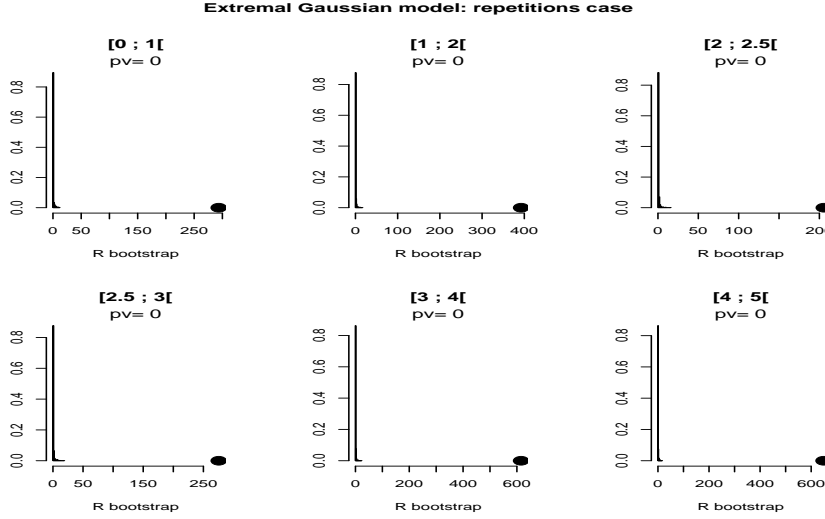 Extremal Gaussian model: repetitions case
[0 ; 1[
pv= 0
0.0 0.2 0.4 0.6 0.8
0 50 150 250
R bootstrap
[1 ; 2[
pv= 0
0.0 0.2 0.4 0.6 0.8
0 100 200 300 400
R bootstrap
[2 ; 2.5[
pv= 0
0.0 0.2 0.4 0.6 0.8
0 50 100 200
R bootstrap
[2.5 ; 3[
pv= 0
0.0 0.2 0.4 0.6 0.8
0 50 150 250
R bootstrap
[3 ; 4[
pv= 0
0.0 0.2 0.4 0.6 0.8
0 200 400 600
R bootstrap
[4 ; 5[
pv= 0
0.0 0.2 0.4 0.6 0.8
0 200 400 600
R bootstrap